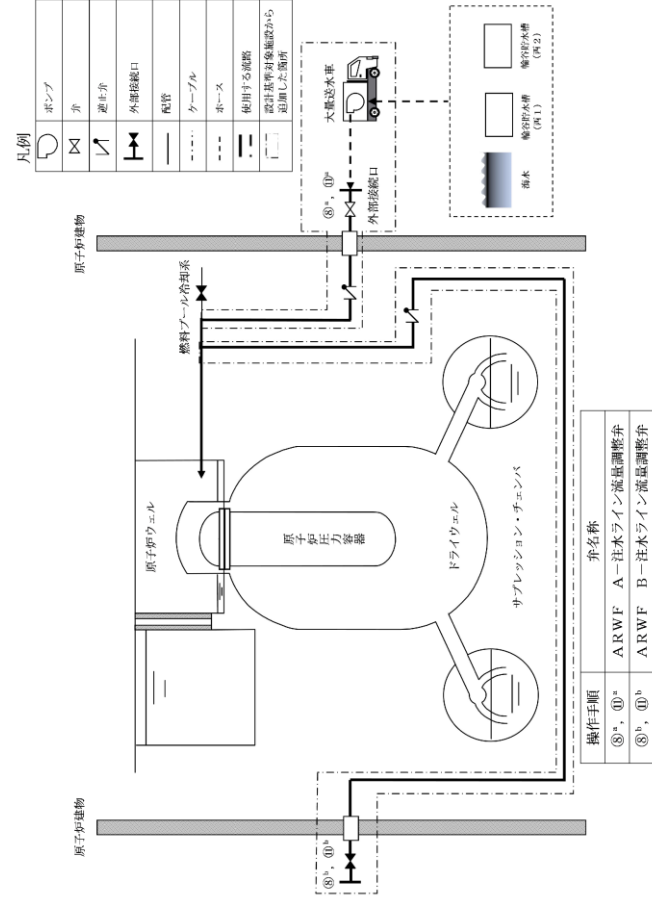 凡例
ポンプ
弁
逆止弁
外部接続口
配管
ケーブル
ホース
使用する流路
設計基準対象施設から
追加した箇所
原子炉建物
大量送水車
⑧ᵃ，⑪ᵃ
外部接続口
海水
輪谷貯水槽
(西1)
輪谷貯水槽
(西2)
燃料プール冷却系
原子炉ウェル
原子炉圧力容器
ドライウェル
サプレッション・チェンバ
原子炉建物
⑧ᵇ，⑪ᵇ
操作手順
弁名称
⑧ᵃ，⑪ᵃ
ARWF A－注水ライン流量調整弁
⑧ᵇ，⑪ᵇ
ARWF B－注水ライン流量調整弁